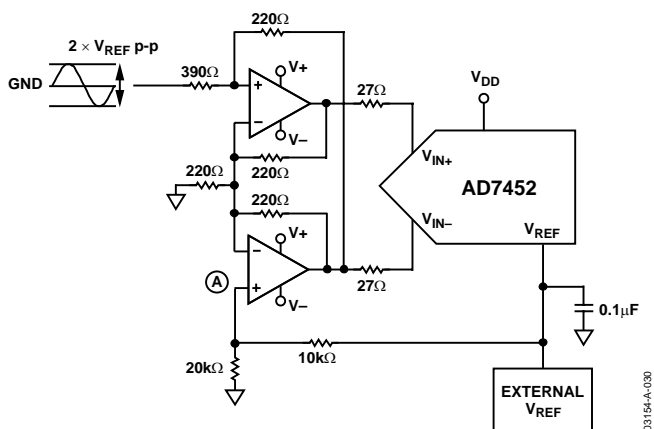 220Ω
2 × VREF p-p
GND
390Ω
V+
+
27Ω
VDD
−
V−
VIN+
220Ω
220Ω
AD7452
220Ω
V+
VIN−
VREF
−
A
+
V−
27Ω
0.1µF
10kΩ
20kΩ
EXTERNAL
VREF
03154-A-030